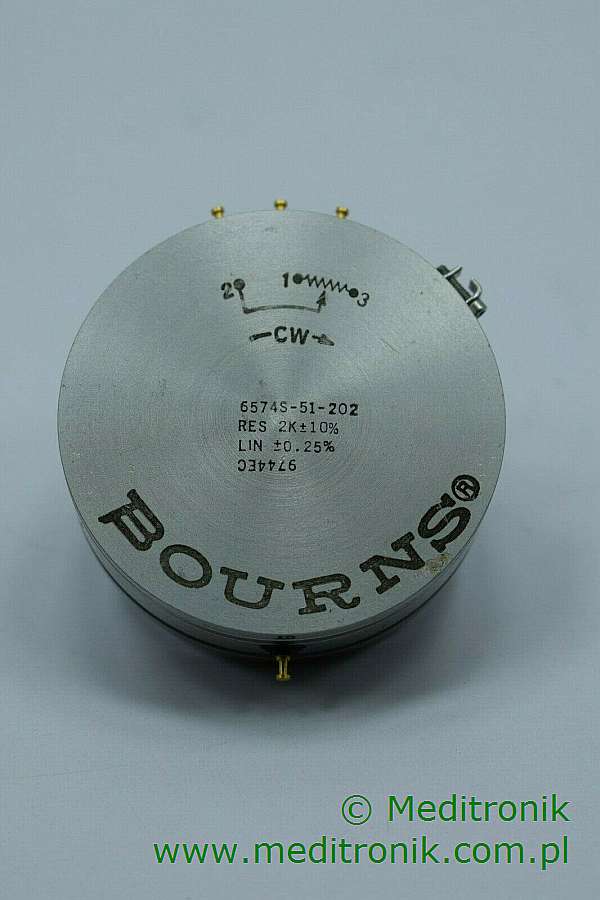 2 1 3
CW
6574S-51-202
RES 2K±10%
LIN ±0.25%
9744EC
BOURNS®
© Meditronik
www.meditronik.com.pl